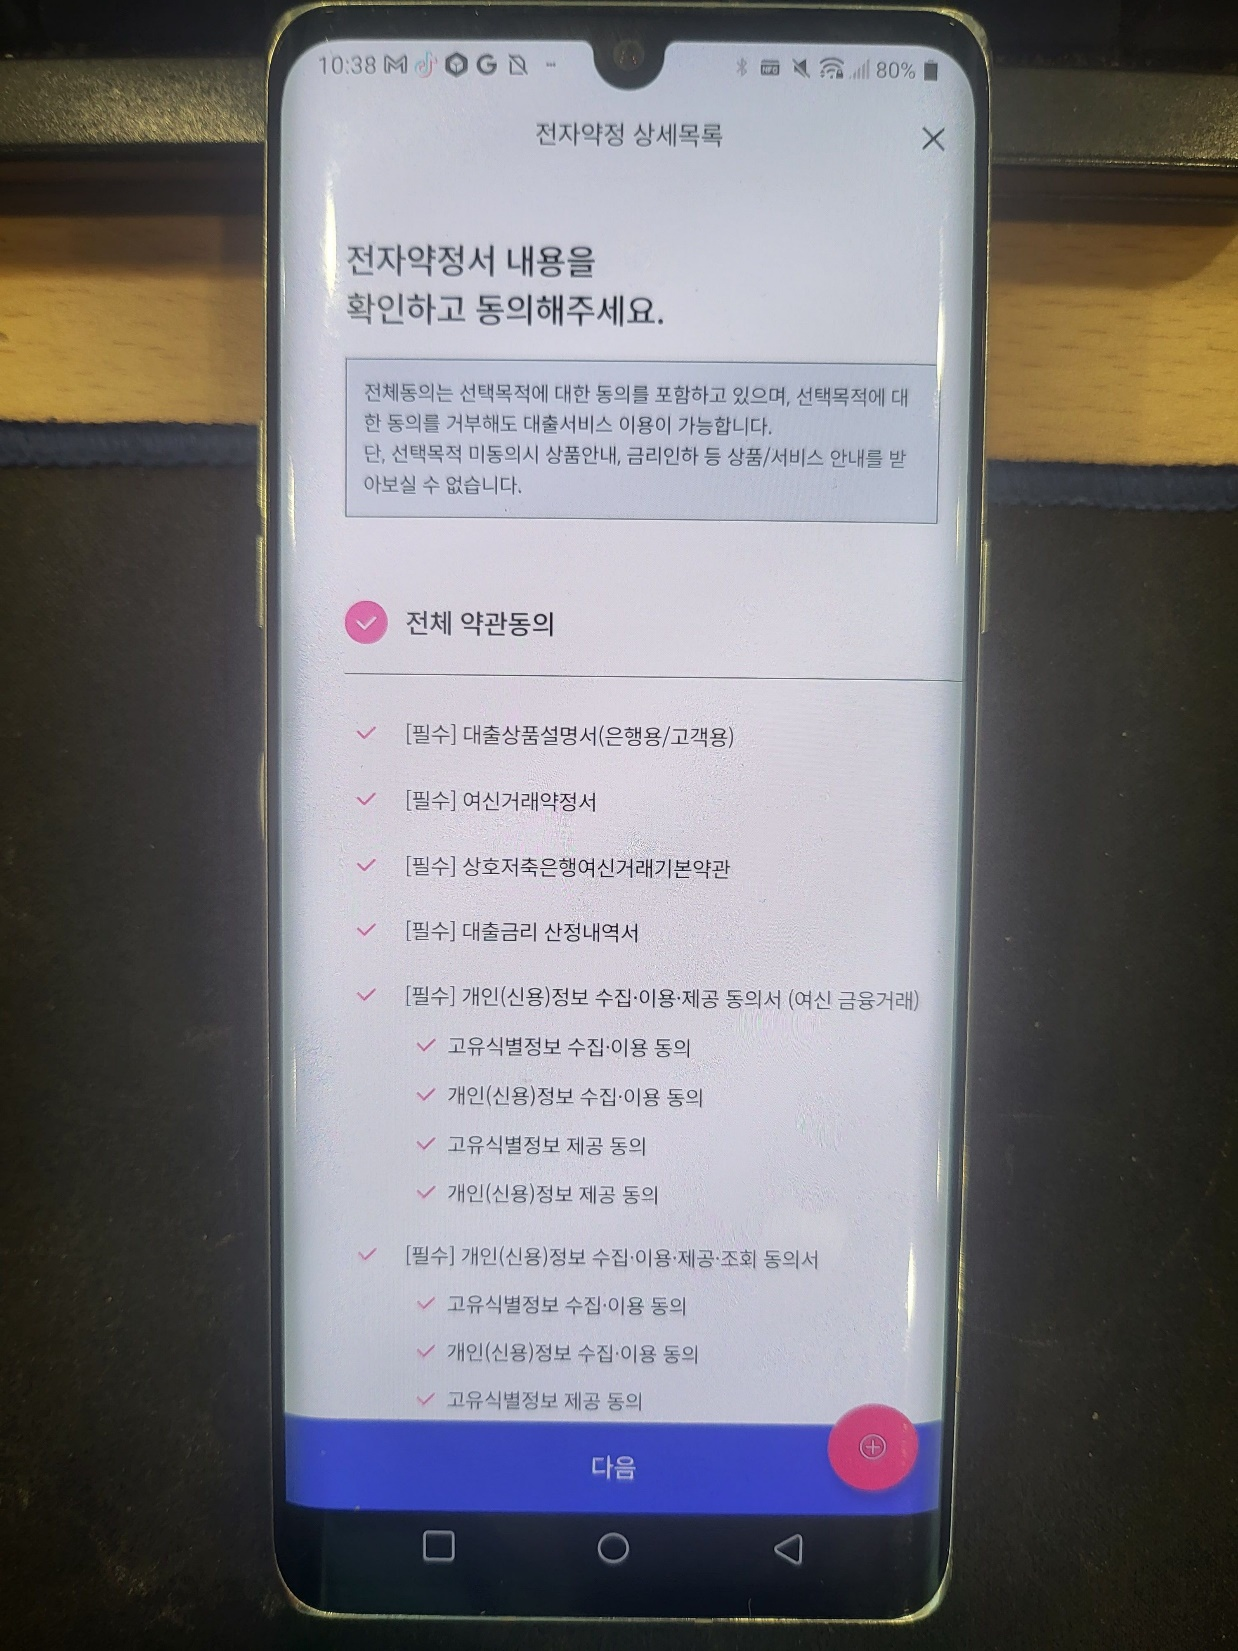 10:38 80%
전자약정 상세목록
전자약정서 내용을
확인하고 동의해주세요.
전체동의는 선택목적에 대한 동의를 포함하고 있으며, 선택목적에 대
한 동의를 거부해도 대출서비스 이용이 가능합니다.
단, 선택목적 미동의시 상품안내, 금리인하 등 상품/서비스 안내를 받
아보실 수 없습니다.
전체 약관동의
[필수] 대출상품설명서(은행용/고객용)
[필수] 여신거래약정서
[필수] 상호저축은행여신거래기본약관
[필수] 대출금리 산정내역서
[필수] 개인(신용)정보 수집·이용·제공 동의서 (여신 금융거래)
고유식별정보 수집·이용 동의
개인(신용)정보 수집·이용 동의
고유식별정보 제공 동의
개인(신용)정보 제공 동의
[필수] 개인(신용)정보 수집·이용·제공·조회 동의서
고유식별정보 수집·이용 동의
개인(신용)정보 수집·이용 동의
고유식별정보 제공 동의
다음